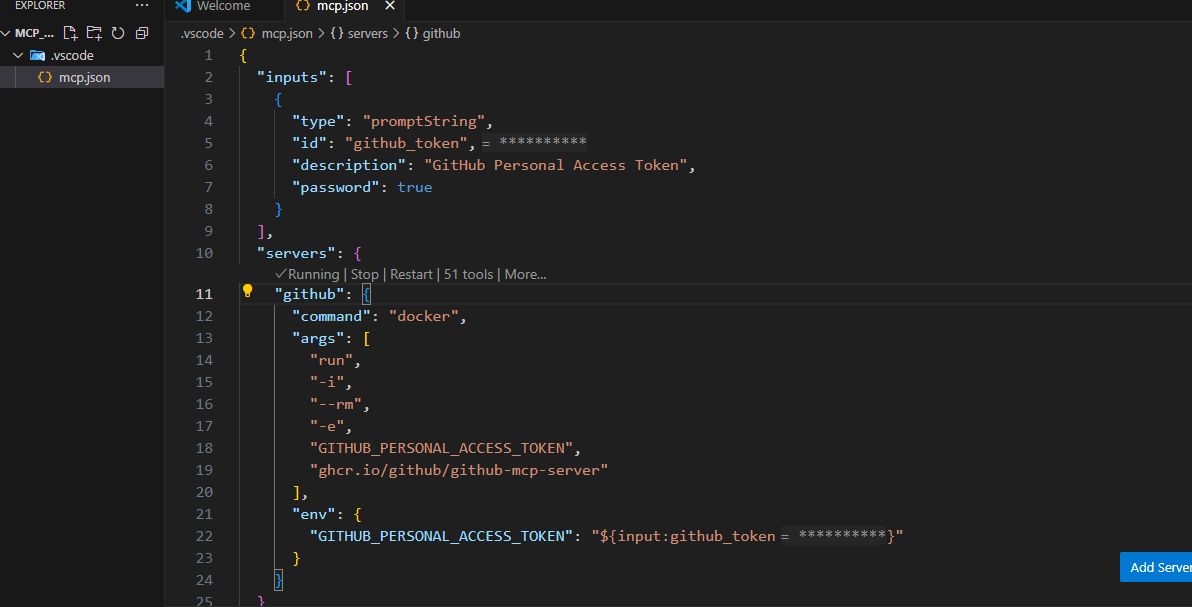 EXPLORER ...
Welcome
{} mcp.json ×
MCP_...
.vscode > {} mcp.json > {} servers > {} github
.vscode
{} mcp.json
1 {
2 "inputs": [
3 {
4 "type": "promptString",
5 "id": "github_token", = **********
6 "description": "GitHub Personal Access Token",
7 "password": true
8 }
9 ],
10 "servers": {
✓Running | Stop | Restart | 51 tools | More...
11 "github": {
12 "command": "docker",
13 "args": [
14 "run",
15 "-i",
16 "--rm",
17 "-e",
18 "GITHUB_PERSONAL_ACCESS_TOKEN",
19 "ghcr.io/github/github-mcp-server"
20 ],
21 "env": {
22 "GITHUB_PERSONAL_ACCESS_TOKEN": "${input:github_token = **********}"
23 }
24 }
25 }
Add Server